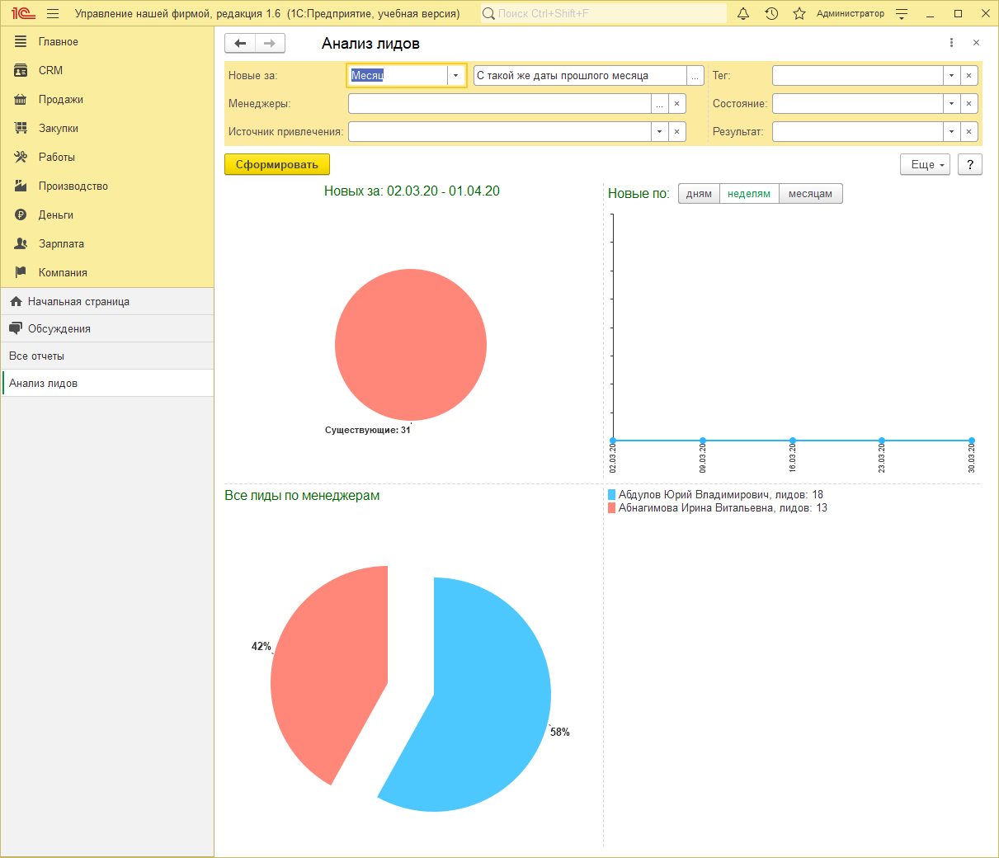 1С Управление нашей фирмой, редакция 1.6 (1С:Предприятие, учебная версия) Поиск Ctrl+Shift+F Администратор
Главное
CRM
Продажи
Закупки
Работы
Производство
Деньги
Зарплата
Компания
Начальная страница
Обсуждения
Все отчеты
Анализ лидов
Анализ лидов
Новые за: Месяц С такой же даты прошлого месяца ... Тег:
Менеджеры: ... Состояние:
Источник привлечения: Результат:
Сформировать Еще ?
Новых за: 02.03.20 - 01.04.20
Существующие: 31
Новые по: дням неделям месяцам
02.03.20 09.03.20 16.03.20 23.03.20 30.03.20
Все лиды по менеджерам
42%
58%
Абдулов Юрий Владимирович, лидов: 18
Абнагимова Ирина Витальевна, лидов: 13